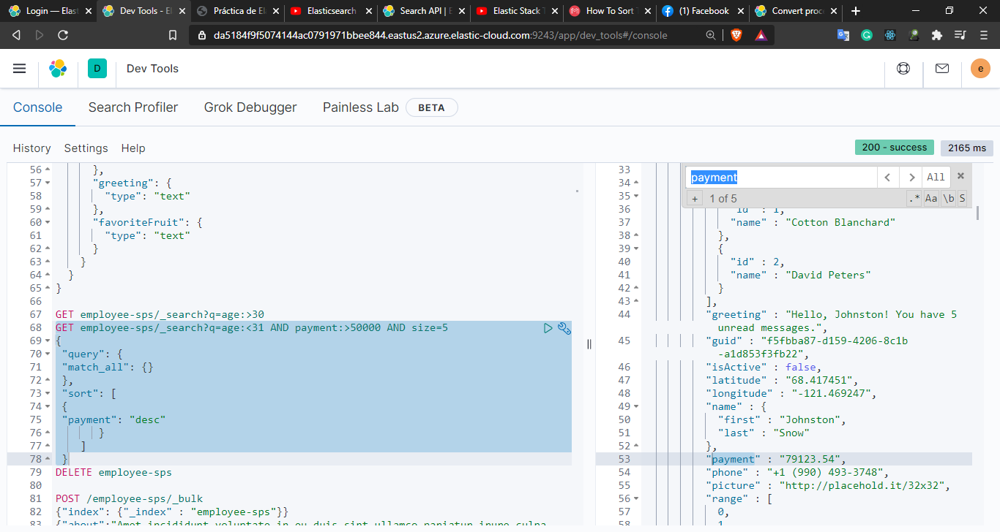 Login — Ela
Dev Tools - El
Práctica de El
Elasticsearch
Search API | E
Elastic Stack T
How To Sort T
(1) Facebook
Convert proc
da5184f9f5074144ac0791971bbee844.eastus2.azure.elastic-cloud.com:9243/app/dev_tools#/console
D
Dev Tools
e
Console
Search Profiler
Grok Debugger
Painless Lab
BETA
History
Settings
Help
200 - success
2165 ms
56 },
57 "greeting": {
58 "type": "text"
59 },
60 "favoriteFruit": {
61 "type": "text"
62 }
63 }
64 }
65 }
66
67 GET employee-sps/_search?q=age:>30
68 GET employee-sps/_search?q=age:<31 AND payment:>50000 AND size=5
69 {
70 "query": {
71 "match_all": {}
72 },
73 "sort": [
74 {
75 "payment": "desc"
76 }
77 ]
78 }
79 DELETE employee-sps
80
81 POST /employee-sps/_bulk
82 {"index": {"_index" : "employee-sps"}}
83 {"about":"Amet incididunt voluptate in eu duis sint ullamco pariatur irure culpa
payment
All
+
1 of 5
.*
Aa
\b
S
33
34
35
36 "id" : 1,
37 "name" : "Cotton Blanchard"
38 },
39 {
40 "id" : 2,
41 "name" : "David Peters"
42 }
43 ],
44 "greeting" : "Hello, Johnston! You have 5
unread messages.",
45 "guid" : "f5fbba87-d159-4206-8c1b
-a1d853f3fb22",
46 "isActive" : false,
47 "latitude" : "68.417451",
48 "longitude" : "-121.469247",
49 "name" : {
50 "first" : "Johnston",
51 "last" : "Snow"
52 },
53 "payment" : "79123.54",
54 "phone" : "+1 (990) 493-3748",
55 "picture" : "http://placehold.it/32x32",
56 "range" : [
57 0,
58 1